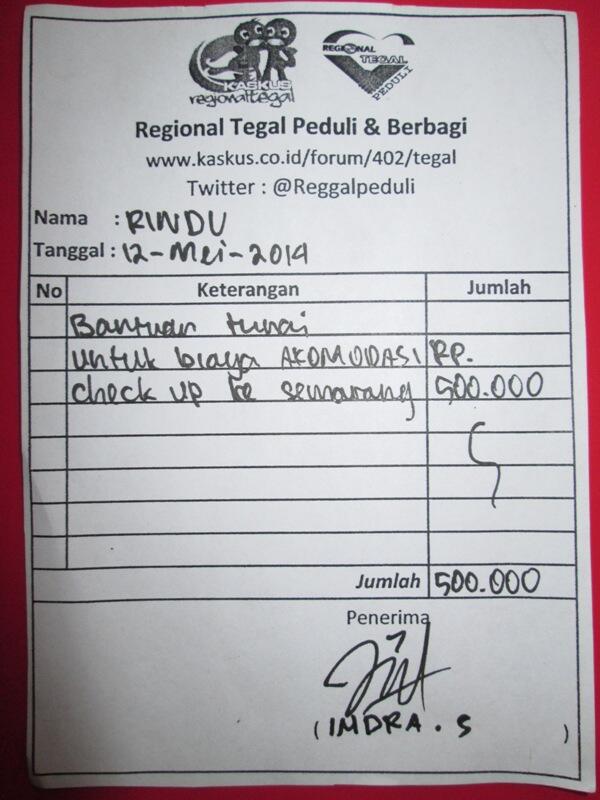 KASKUS
regionaltegal
REGIONAL
TEGAL
PEDULI
Regional Tegal Peduli & Berbagi
www.kaskus.co.id/forum/402/tegal
Twitter : @Reggalpeduli
Nama : RINDU
Tanggal : 12-Mei-2014
No Keterangan Jumlah
Bantuan tunai
untuk biaya AKOMODASI RP.
check up ke semarang 500.000
Jumlah 500.000
Penerima
( IMDRA . S )